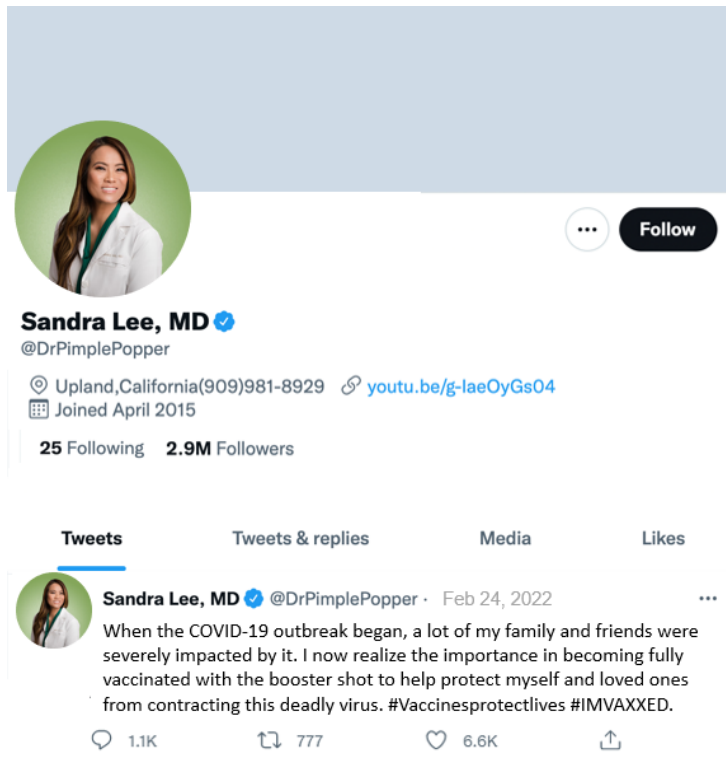 Follow
Sandra Lee, MD
@DrPimplePopper
Upland,California(909)981-8929 youtu.be/g-IaeOyGs04
Joined April 2015
25 Following 2.9M Followers
Tweets Tweets & replies Media Likes
Sandra Lee, MD @DrPimplePopper · Feb 24, 2022
When the COVID-19 outbreak began, a lot of my family and friends were
severely impacted by it. I now realize the importance in becoming fully
vaccinated with the booster shot to help protect myself and loved ones
from contracting this deadly virus. #Vaccinesprotectlives #IMVAXXED.
1.1K 777 6.6K